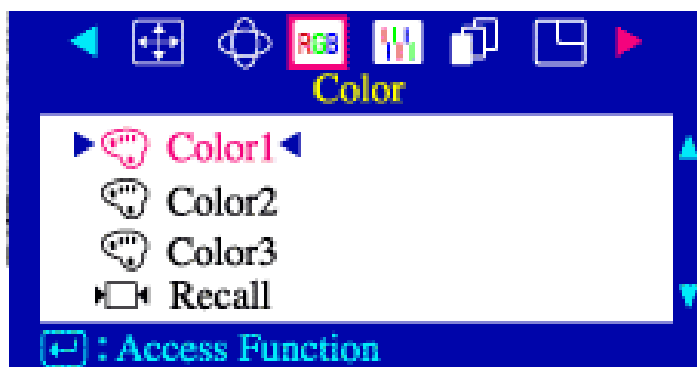 RGB
Color
Color1
Color2
Color3
Recall
: Access Function